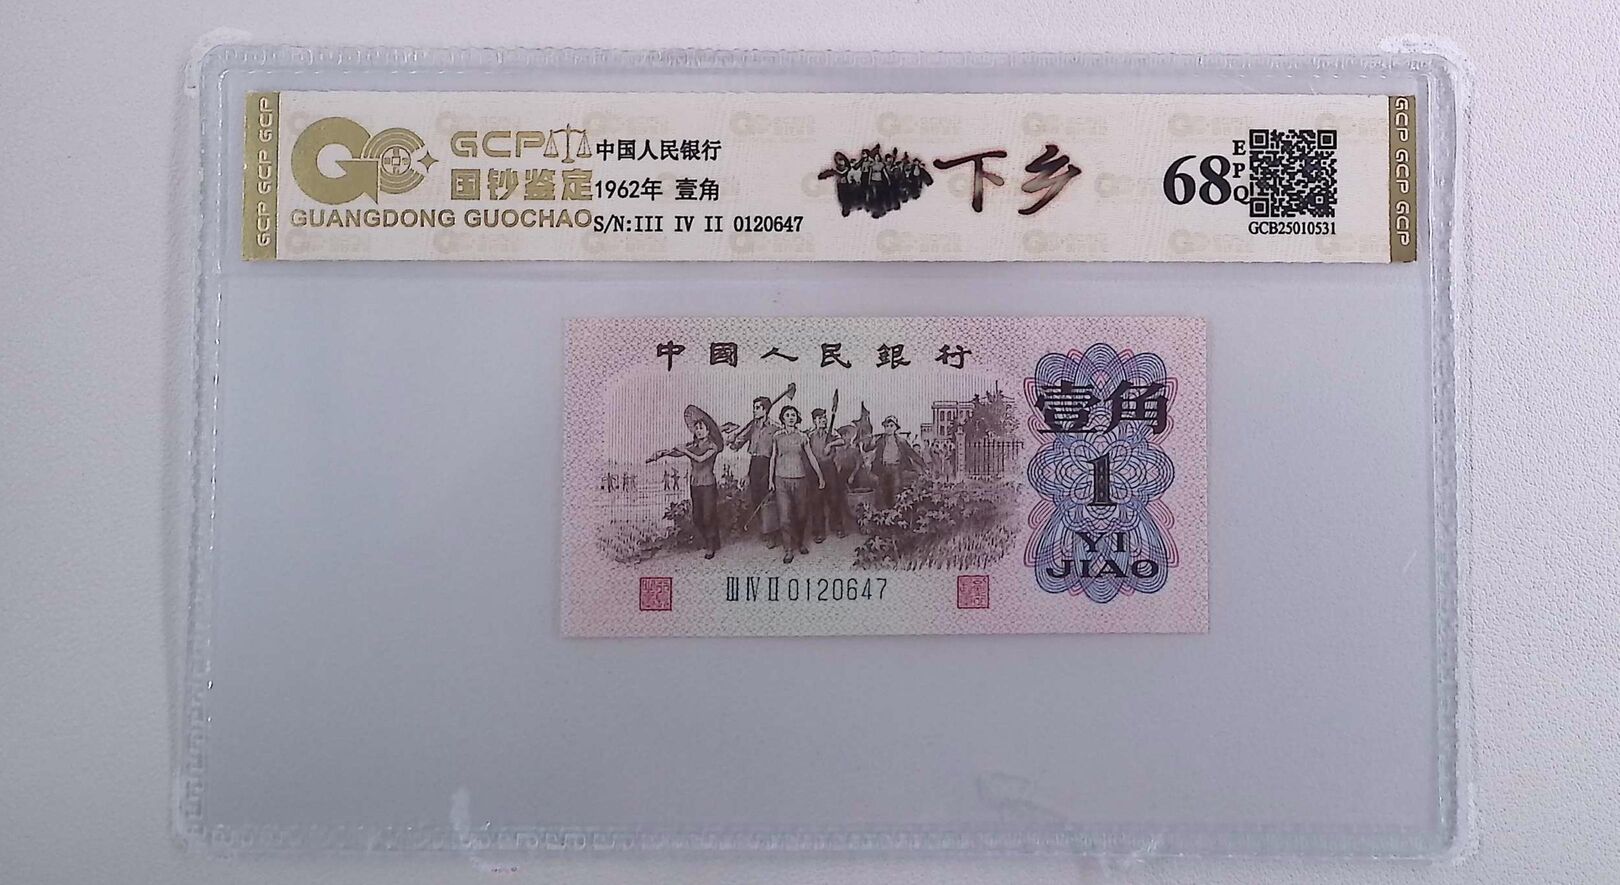 GCP GCP GCP
GCP
国钞鉴定
GUANGDONG GUOCHAO
中国人民银行
1962年 壹角
S/N:III IV II 0120647
下乡
68
EPQ
GCB25010531
GCP GCP GCP
中國人民銀行
壹角
1
YI
JIAO
III IV II 0120647